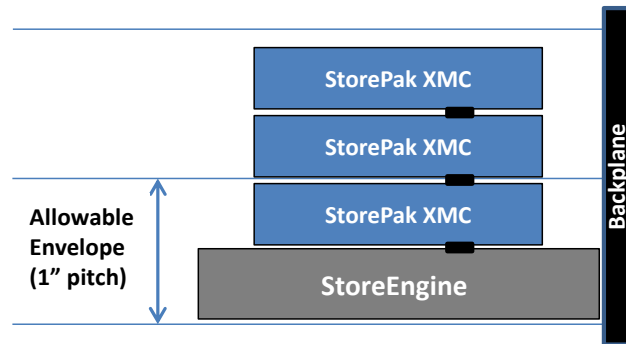 StorePak XMC
StorePak XMC
StorePak XMC
Allowable
Envelope
(1” pitch)
StoreEngine
Backplane